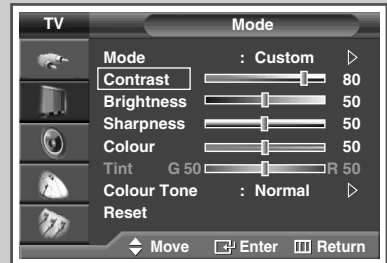 TV Mode
Mode : Custom
Contrast 80
Brightness 50
Sharpness 50
Colour 50
Tint G 50 R 50
Colour Tone : Normal
Reset
Move Enter Return